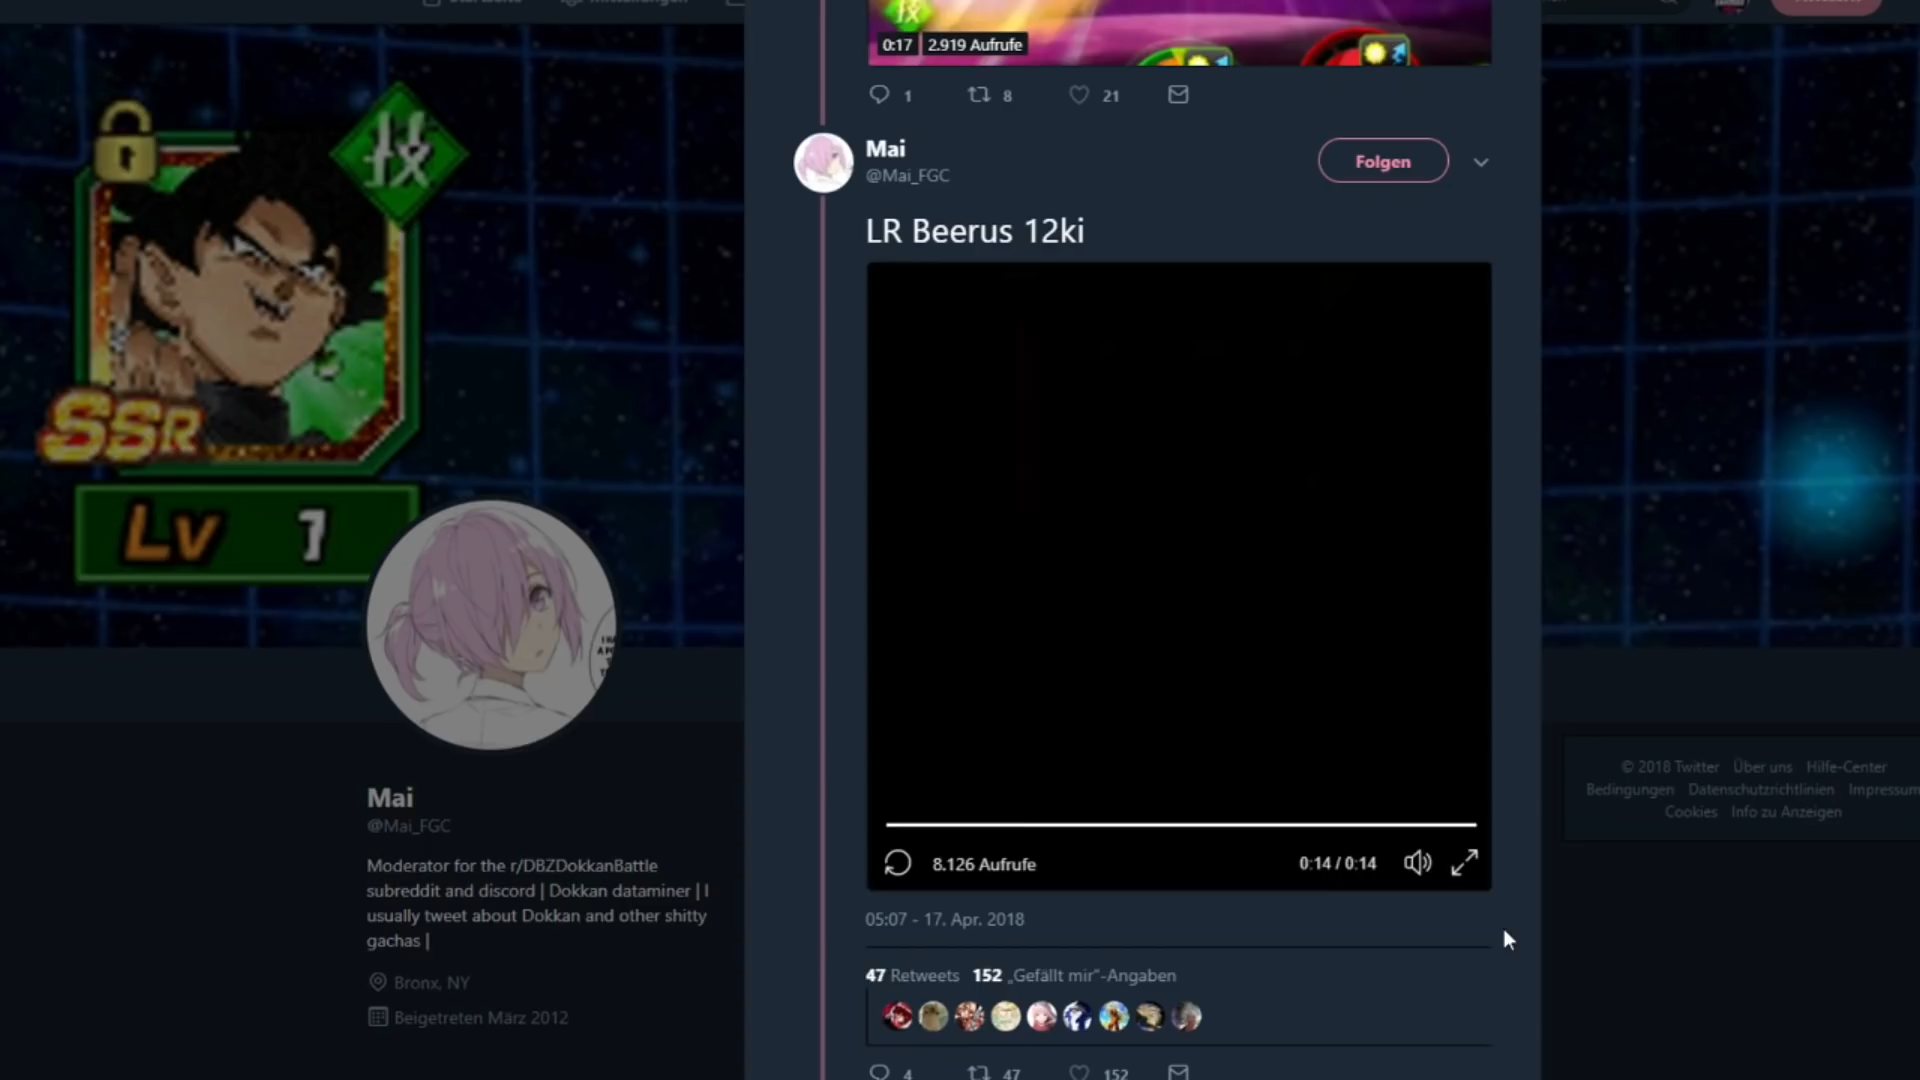 0:17 2.919 Aufrufe
1 8 21
Mai
@Mai_FGC
Folgen
LR Beerus 12ki
8.126 Aufrufe
0:14 / 0:14
05:07 - 17. Apr. 2018
47 Retweets 152 „Gefällt mir“-Angaben
4 47 152
技
SSR
Lv 1
Mai
@Mai_FGC
Moderator for the r/DBZDokkanBattle
subreddit and discord | Dokkan dataminer | I
usually tweet about Dokkan and other shitty
gachas |
Bronx, NY
Beigetreten März 2012
© 2018 Twitter Über uns Hilfe-Center
Bedingungen Datenschutzrichtlinien Impressum
Cookies Info zu Anzeigen